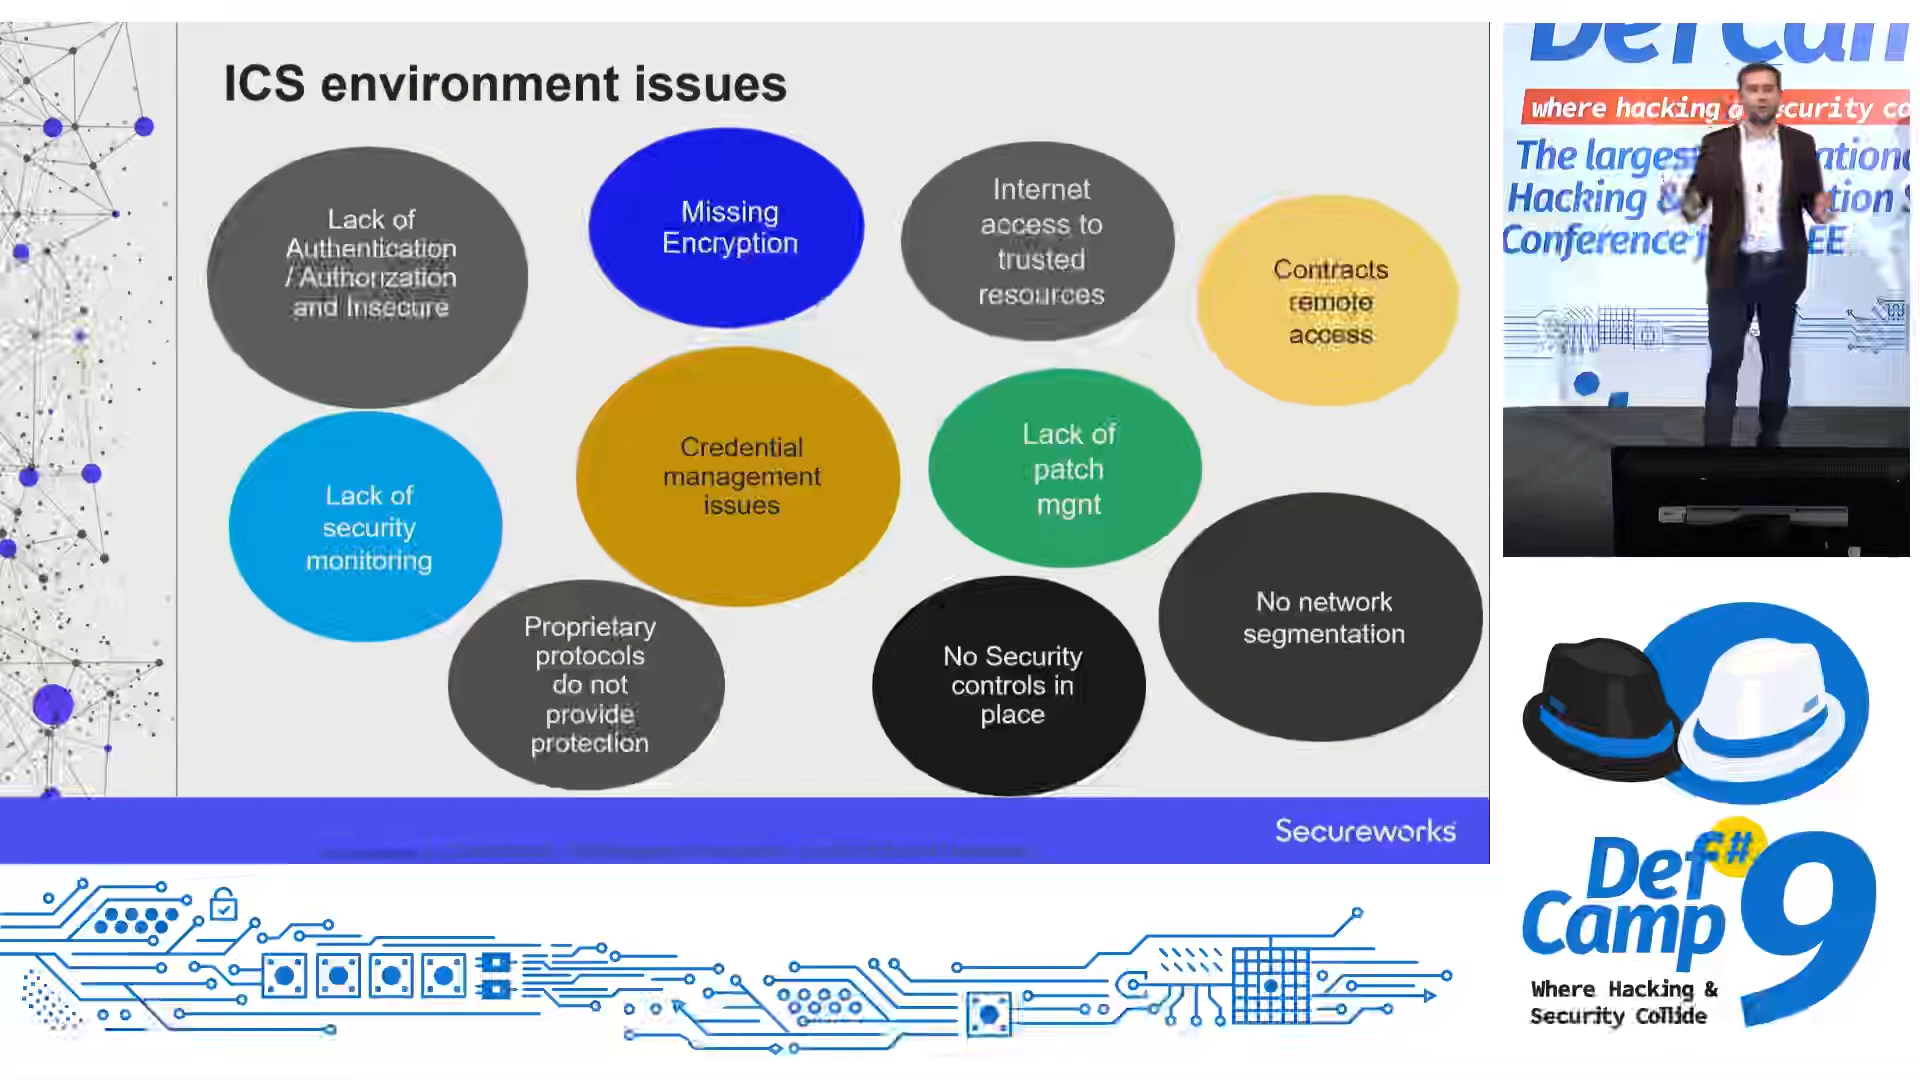 ICS environment issues
Lack of
Authentication
/ Authorization
and Insecure
Missing
Encryption
Internet
access to
trusted
resources
Contracts
remote
access
Lack of
security
monitoring
Credential
management
issues
Lack of
patch
mgnt
No network
segmentation
Proprietary
protocols
do not
provide
protection
No Security
controls in
place
Secureworks
where hacking
The
Hacking &
Conference
Def#
Camp 9
Where Hacking &
Security Collide